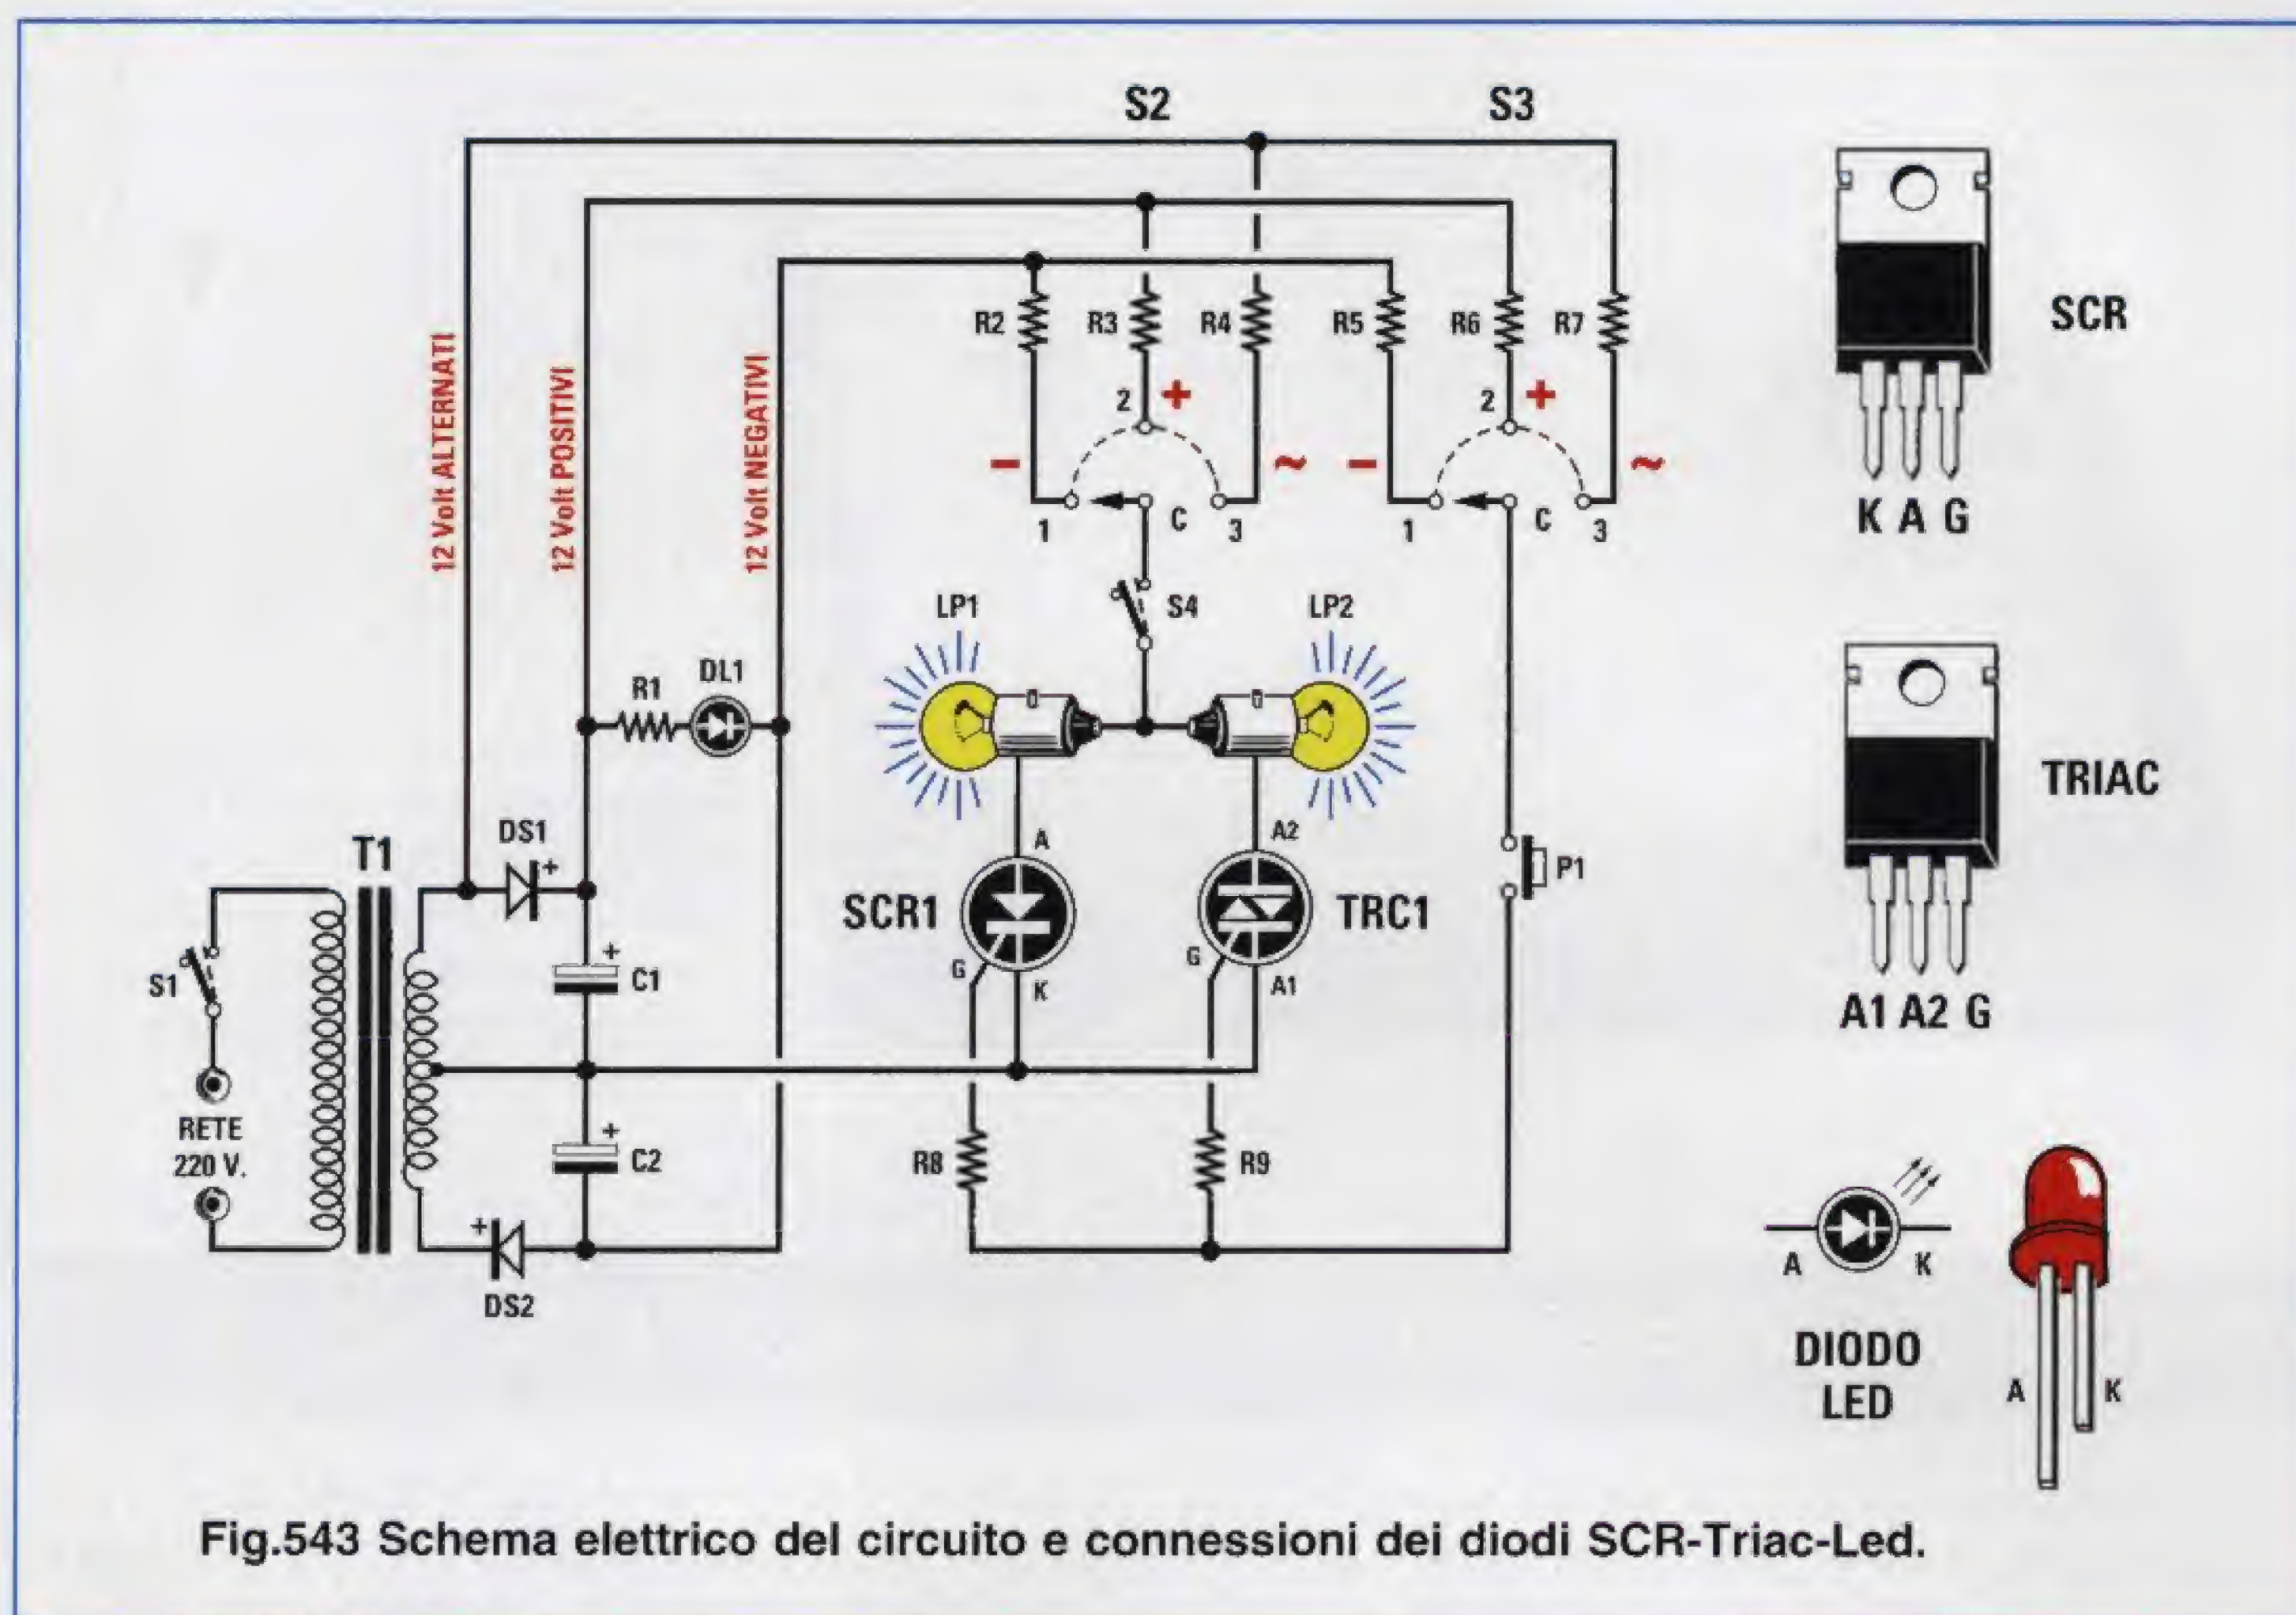 S2
S3
12 Volt ALTERNATI
12 Volt POSITIVI
12 Volt NEGATIVI
R2
R3
R4
R5
R6
R7
2 +
2 +
−
~
−
~
1
C
3
1
C
3
SCR
K A G
S4
LP1
LP2
R1
DL1
TRIAC
A1 A2 G
T1
DS1
+
A
A2
SCR1
TRC1
P1
G
K
G
A1
S1
+
C1
RETE
220 V.
+
C2
R8
R9
+
DS2
A
K
DIODO
LED
A
K
Fig.543 Schema elettrico del circuito e connessioni dei diodi SCR-Triac-Led.